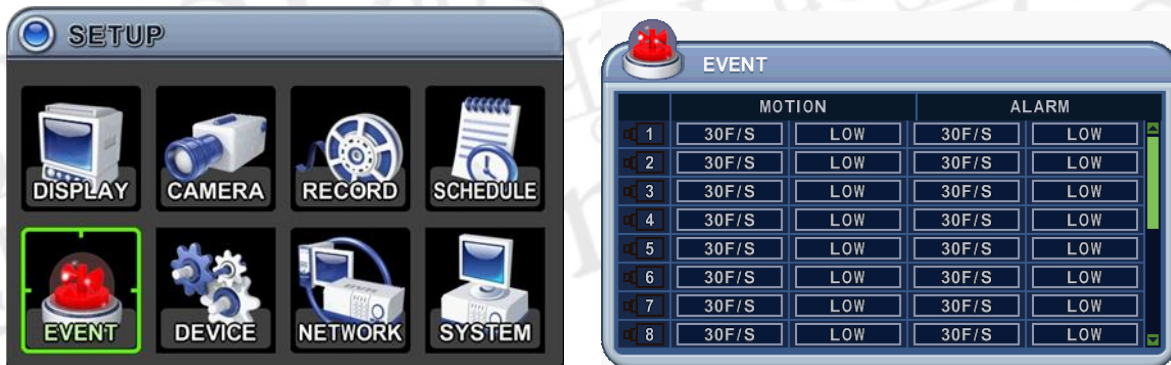 SETUP
DISPLAY CAMERA RECORD SCHEDULE
EVENT DEVICE NETWORK SYSTEM
EVENT
MOTION ALARM
1 30F/S LOW 30F/S LOW
2 30F/S LOW 30F/S LOW
3 30F/S LOW 30F/S LOW
4 30F/S LOW 30F/S LOW
5 30F/S LOW 30F/S LOW
6 30F/S LOW 30F/S LOW
7 30F/S LOW 30F/S LOW
8 30F/S LOW 30F/S LOW